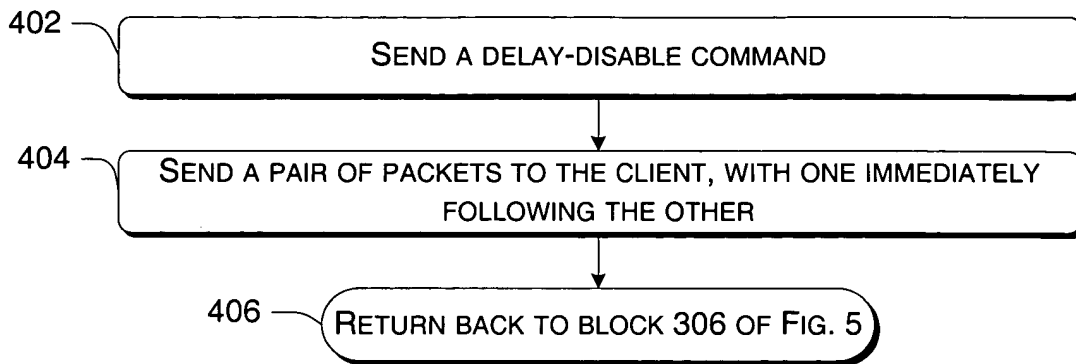 402
SEND A DELAY-DISABLE COMMAND
404
SEND A PAIR OF PACKETS TO THE CLIENT, WITH ONE IMMEDIATELY
FOLLOWING THE OTHER
406
RETURN BACK TO BLOCK 306 OF FIG. 5